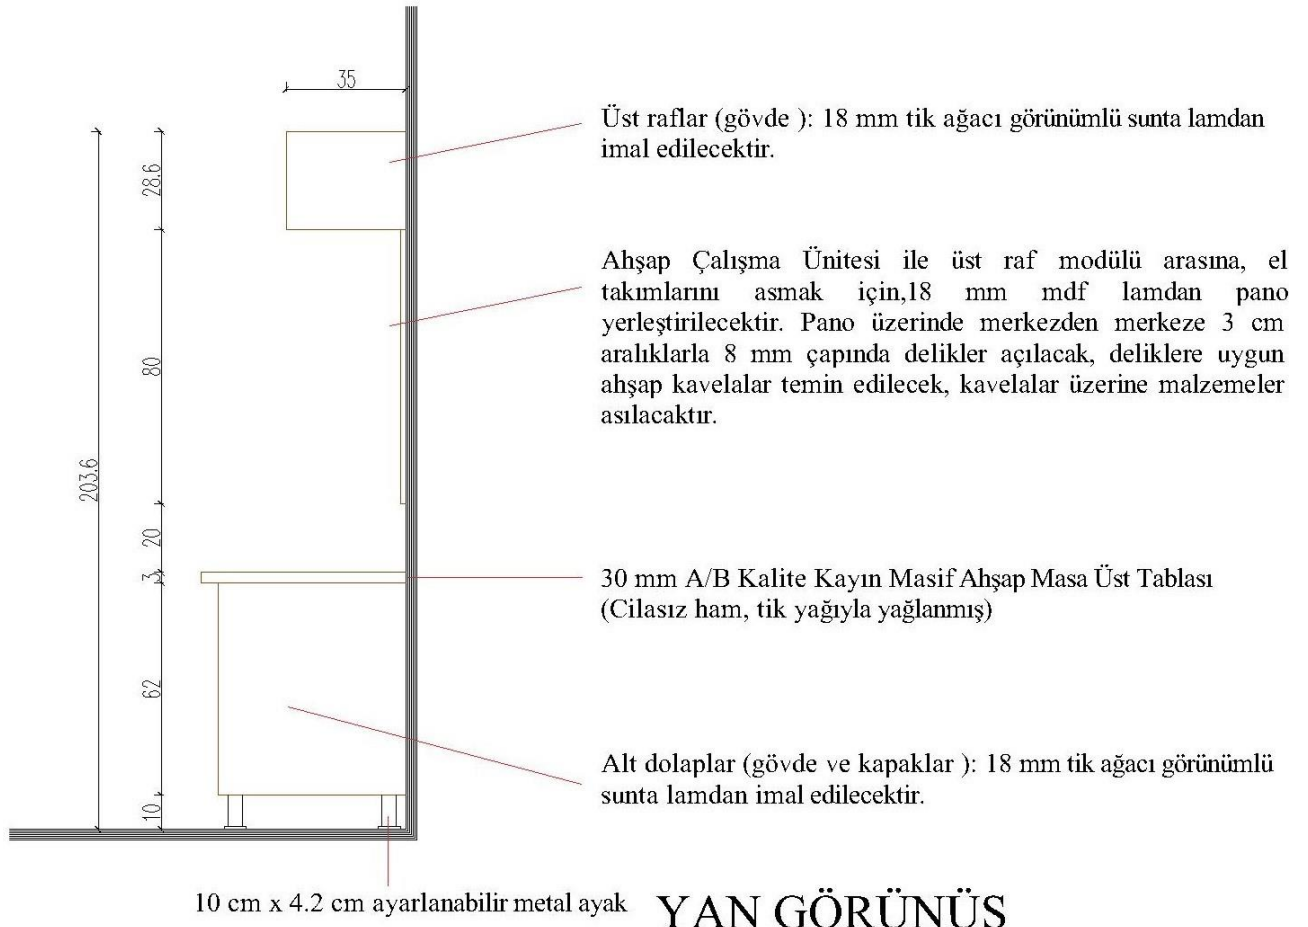 35
Üst raflar (gövde ): 18 mm tik ağacı görünümlü sunta lamdan
imal edilecektir.
28.6
Ahşap Çalışma Ünitesi ile üst raf modülü arasına, el
takımlarını asmak için,18 mm mdf lamdan pano
yerleştirilecektir. Pano üzerinde merkezden merkeze 3 cm
aralıklarla 8 mm çapında delikler açılacak, deliklere uygun
ahşap kavelalar temin edilecek, kavelalar üzerine malzemeler
asılacaktır.
80
203.6
20
3
30 mm A/B Kalite Kayın Masif Ahşap Masa Üst Tablası
(Cilasız ham, tik yağıyla yağlanmış)
62
Alt dolaplar (gövde ve kapaklar ): 18 mm tik ağacı görünümlü
sunta lamdan imal edilecektir.
10
10 cm x 4.2 cm ayarlanabilir metal ayak
YAN GÖRÜNÜŞ